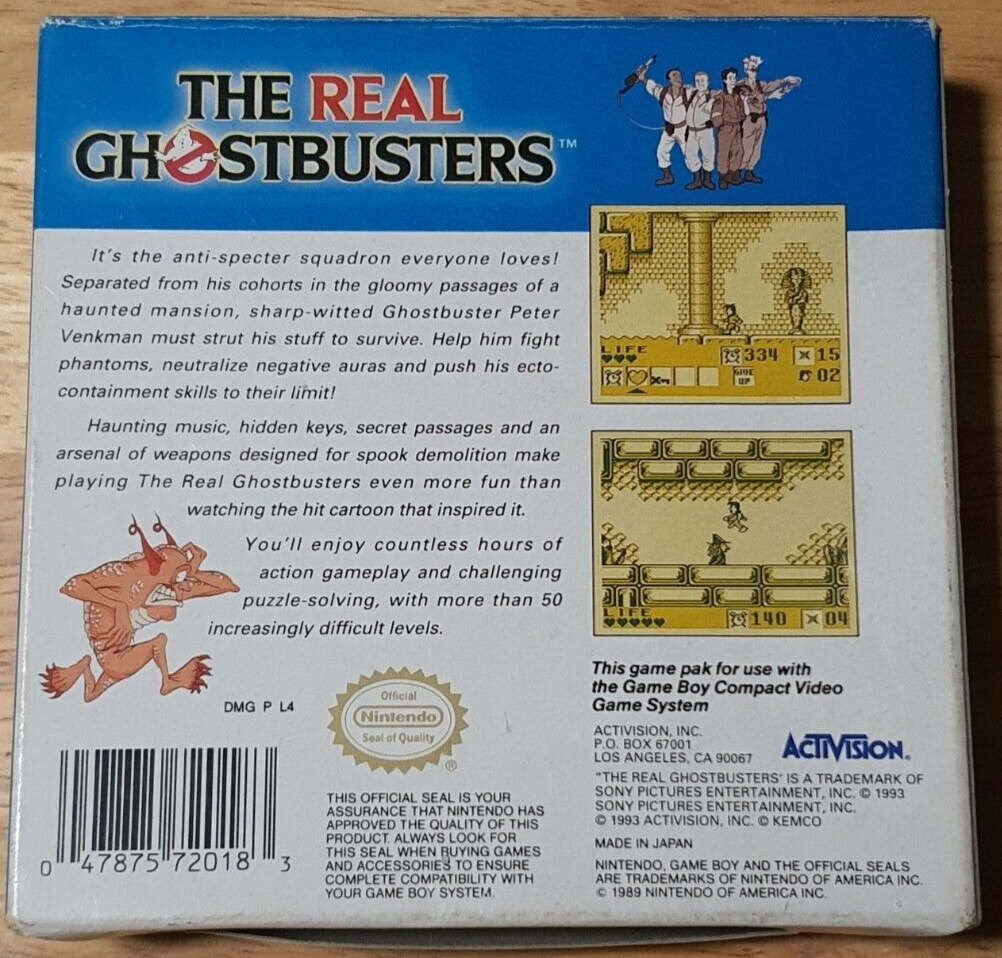 THE REAL
GHOSTBUSTERS™
It's the anti-specter squadron everyone loves!
Separated from his cohorts in the gloomy passages of a
haunted mansion, sharp-witted Ghostbuster Peter
Venkman must strut his stuff to survive. Help him fight
phantoms, neutralize negative auras and push his ecto-
containment skills to their limit!
Haunting music, hidden keys, secret passages and an
arsenal of weapons designed for spook demolition make
playing The Real Ghostbusters even more fun than
watching the hit cartoon that inspired it.
You'll enjoy countless hours of
action gameplay and challenging
puzzle-solving, with more than 50
increasingly difficult levels.
DMG P L4
Official
Nintendo
Seal of Quality
®
0 47875 72018 3
THIS OFFICIAL SEAL IS YOUR
ASSURANCE THAT NINTENDO HAS
APPROVED THE QUALITY OF THIS
PRODUCT. ALWAYS LOOK FOR
THIS SEAL WHEN BUYING GAMES
AND ACCESSORIES TO ENSURE
COMPLETE COMPATIBILITY WITH
YOUR GAME BOY SYSTEM.
LIFE
334 15
GIVE
UP
02
LIFE
140 04
This game pak for use with
the Game Boy Compact Video
Game System
ACTIVISION, INC.
P.O. BOX 67001
LOS ANGELES, CA 90067
ACTIVISION®
"THE REAL GHOSTBUSTERS" IS A TRADEMARK OF
SONY PICTURES ENTERTAINMENT, INC. © 1993
SONY PICTURES ENTERTAINMENT, INC.
© 1993 ACTIVISION, INC. © KEMCO
MADE IN JAPAN
NINTENDO, GAME BOY AND THE OFFICIAL SEALS
ARE TRADEMARKS OF NINTENDO OF AMERICA INC.
© 1989 NINTENDO OF AMERICA INC.